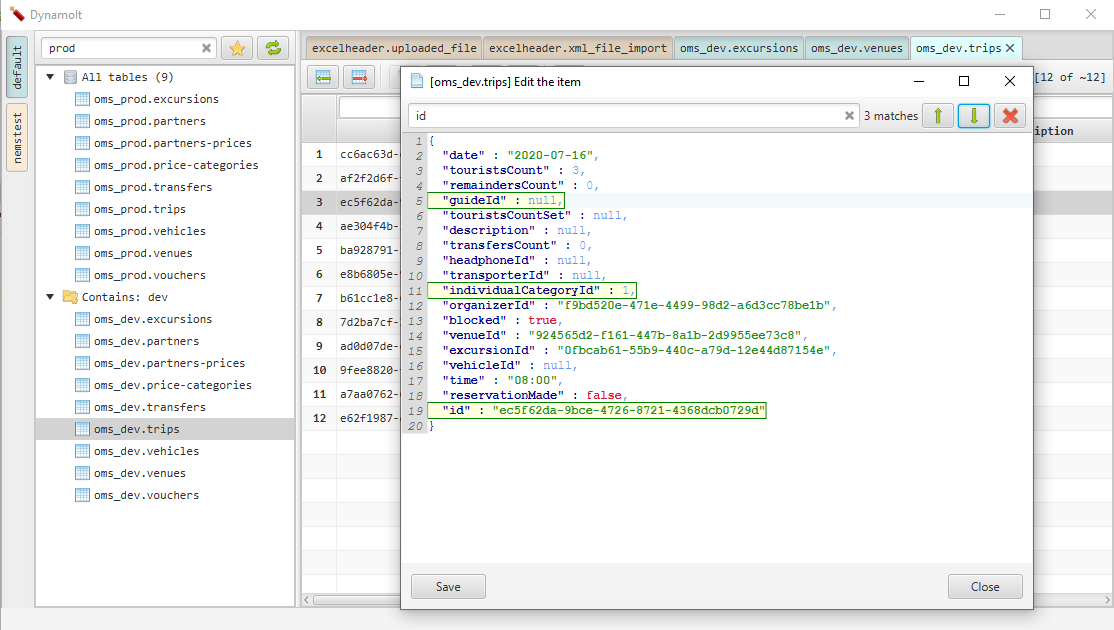 Dynamolt
default
nemstest
prod
All tables (9)
oms_prod.excursions
oms_prod.partners
oms_prod.partners-prices
oms_prod.price-categories
oms_prod.transfers
oms_prod.trips
oms_prod.vehicles
oms_prod.venues
oms_prod.vouchers
Contains: dev
oms_dev.excursions
oms_dev.partners
oms_dev.partners-prices
oms_dev.price-categories
oms_dev.transfers
oms_dev.trips
oms_dev.vehicles
oms_dev.venues
oms_dev.vouchers
excelheader.uploaded_file excelheader.xml_file_import oms_dev.excursions oms_dev.venues oms_dev.trips
[12 of ~12]
iption
1 cc6ac63d-
2 af2f2d6f-
3 ec5f62da-
4 ae304f4b-
5 ba928791-
6 e8b6805e-
7 b61cc1e8-
8 7d2ba7cf-
9 ad0d07de-
10 9fee8820-
11 a7aa0762-
12 e62f1987-
[oms_dev.trips] Edit the item
id
3 matches
1 {
2 "date" : "2020-07-16",
3 "touristsCount" : 3,
4 "remaindersCount" : 0,
5 "guideId" : null,
6 "touristsCountSet" : null,
7 "description" : null,
8 "transfersCount" : 0,
9 "headphoneId" : null,
10 "transporterId" : null,
11 "individualCategoryId" : 1,
12 "organizerId" : "f9bd520e-471e-4499-98d2-a6d3cc78be1b",
13 "blocked" : true,
14 "venueId" : "924565d2-f161-447b-8a1b-2d9955ee73c8",
15 "excursionId" : "0fbcab61-55b9-440c-a79d-12e44d87154e",
16 "vehicleId" : null,
17 "time" : "08:00",
18 "reservationMade" : false,
19 "id" : "ec5f62da-9bce-4726-8721-4368dcb0729d"
20 }
Save
Close